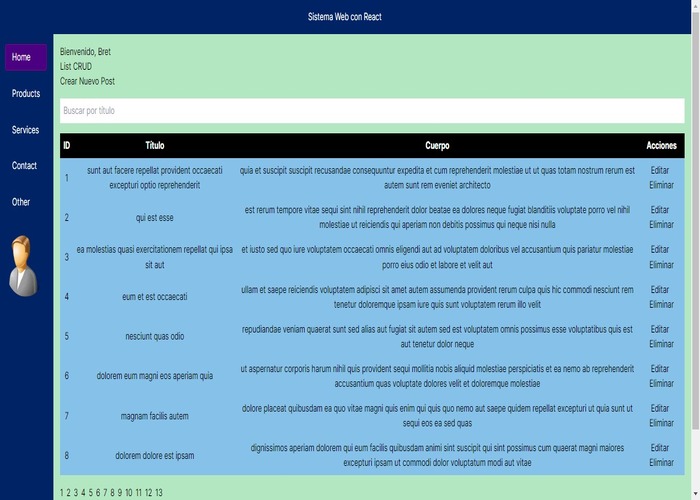 Sistema Web con React
Home
Products
Services
Contact
Other
Bienvenido, Bret
List CRUD
Crear Nuevo Post
Buscar por título
ID Título Cuerpo Acciones
1 sunt aut facere repellat provident occaecati excepturi optio reprehenderit quia et suscipit suscipit recusandae consequuntur expedita et cum reprehenderit molestiae ut ut quas totam nostrum rerum est autem sunt rem eveniet architecto Editar Eliminar
2 qui est esse est rerum tempore vitae sequi sint nihil reprehenderit dolor beatae ea dolores neque fugiat blanditiis voluptate porro vel nihil molestiae ut reiciendis qui aperiam non debitis possimus qui neque nisi nulla Editar Eliminar
3 ea molestias quasi exercitationem repellat qui ipsa sit aut et iusto sed quo iure voluptatem occaecati omnis eligendi aut ad voluptatem doloribus vel accusantium quis pariatur molestiae porro eius odio et labore et velit aut Editar Eliminar
4 eum et est occaecati ullam et saepe reiciendis voluptatem adipisci sit amet autem assumenda provident rerum culpa quis hic commodi nesciunt rem tenetur doloremque ipsam iure quis sunt voluptatem rerum illo velit Editar Eliminar
5 nesciunt quas odio repudiandae veniam quaerat sunt sed alias aut fugiat sit autem sed est voluptatem omnis possimus esse voluptatibus quis est aut tenetur dolor neque Editar Eliminar
6 dolorem eum magni eos aperiam quia ut aspernatur corporis harum nihil quis provident sequi mollitia nobis aliquid molestiae perspiciatis et ea nemo ab reprehenderit accusantium quas voluptate dolores velit et doloremque molestiae Editar Eliminar
7 magnam facilis autem dolore placeat quibusdam ea quo vitae magni quis enim qui quis quo nemo aut saepe quidem repellat excepturi ut quia sunt ut sequi eos ea sed quas Editar Eliminar
8 dolorem dolore est ipsam dignissimos aperiam dolorem qui eum facilis quibusdam animi sint suscipit qui sint possimus cum quaerat magni maiores excepturi ipsam ut commodi dolor voluptatum modi aut vitae Editar Eliminar
1 2 3 4 5 6 7 8 9 10 11 12 13